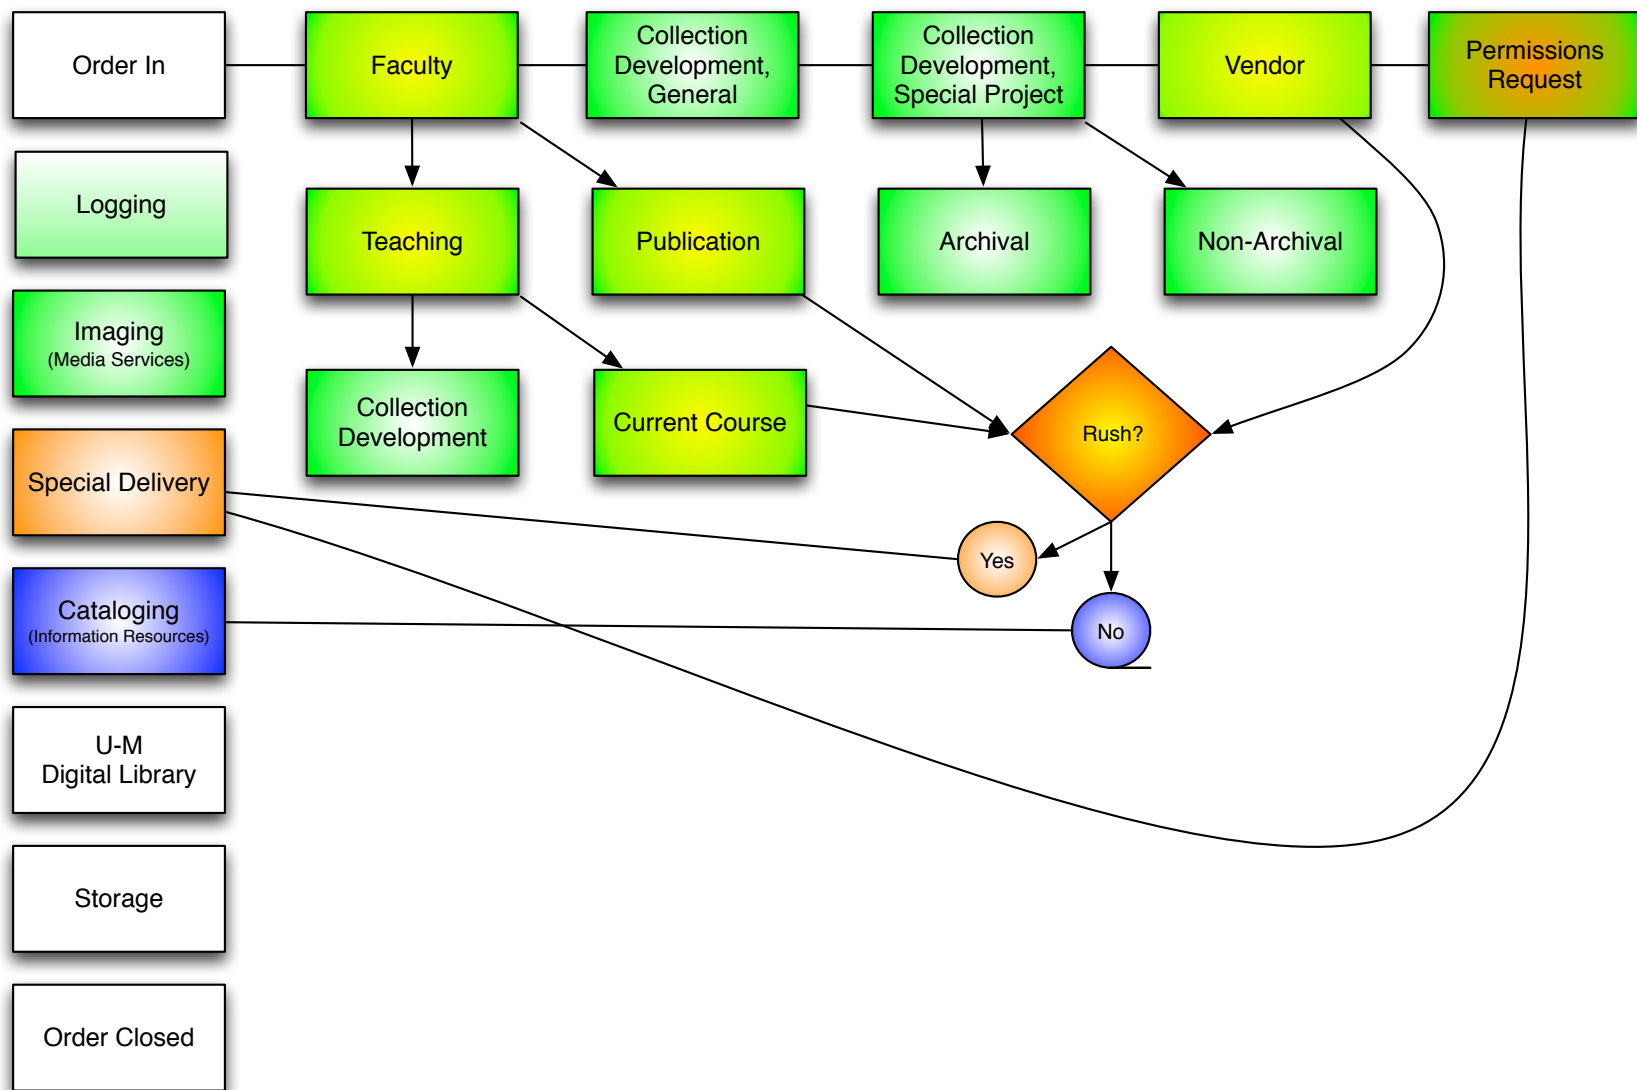 Order In
Faculty
Collection
Development,
General
Collection
Development,
Special Project
Vendor
Permissions
Request
Logging
Teaching
Publication
Archival
Non-Archival
Imaging
(Media Services)
Collection
Development
Current Course
Rush?
Special Delivery
Yes
Cataloging
(Information Resources)
No
U-M
Digital Library
Storage
Order Closed